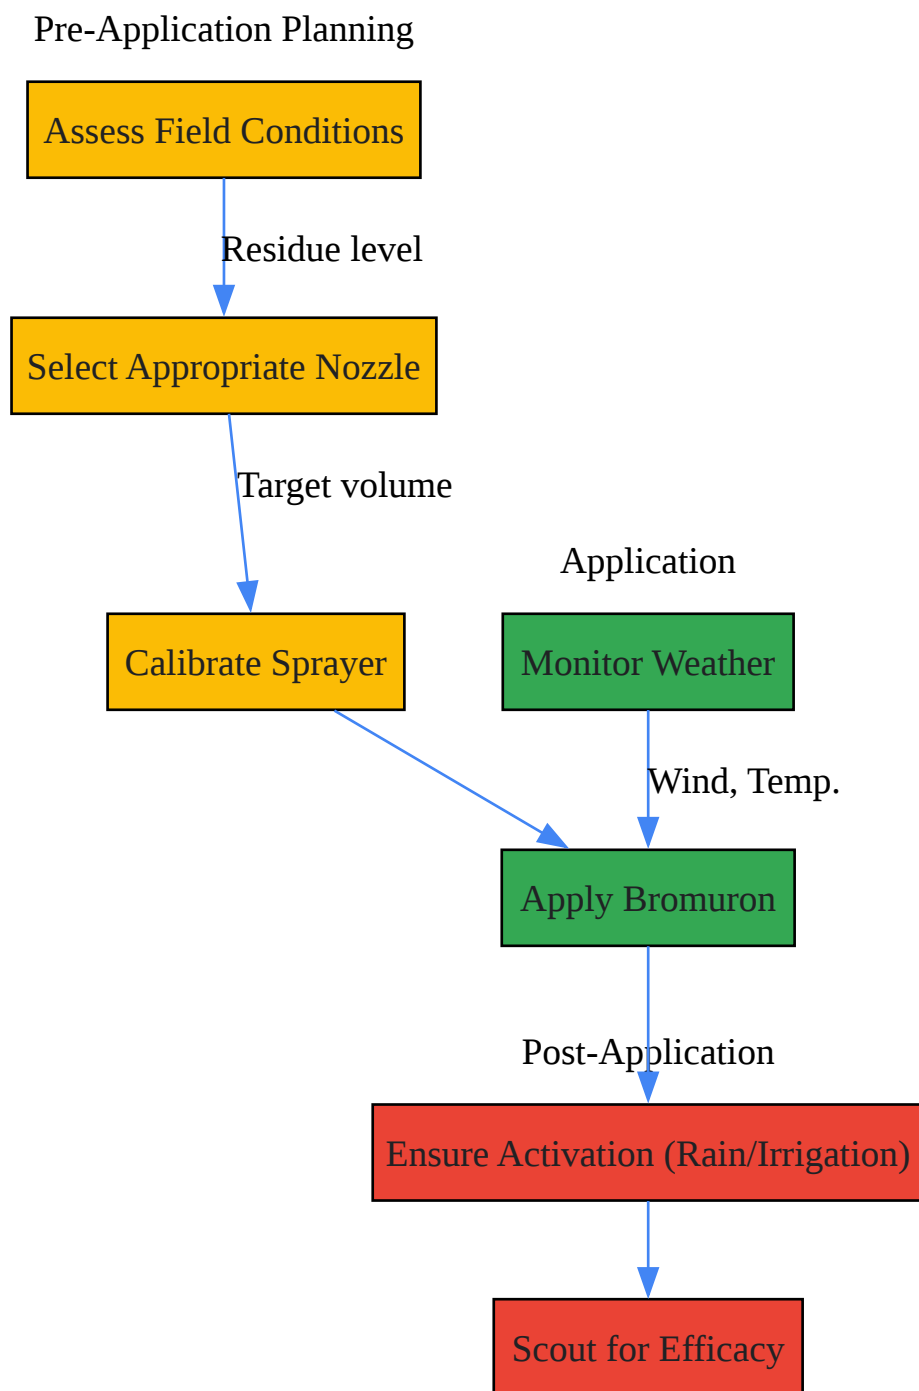 Pre-Application Planning
Assess Field Conditions
Residue level
Select Appropriate Nozzle
Target volume
Application
Calibrate Sprayer
Monitor Weather
Wind, Temp.
Apply Bromuron
Post-Application
Ensure Activation (Rain/Irrigation)
Scout for Efficacy